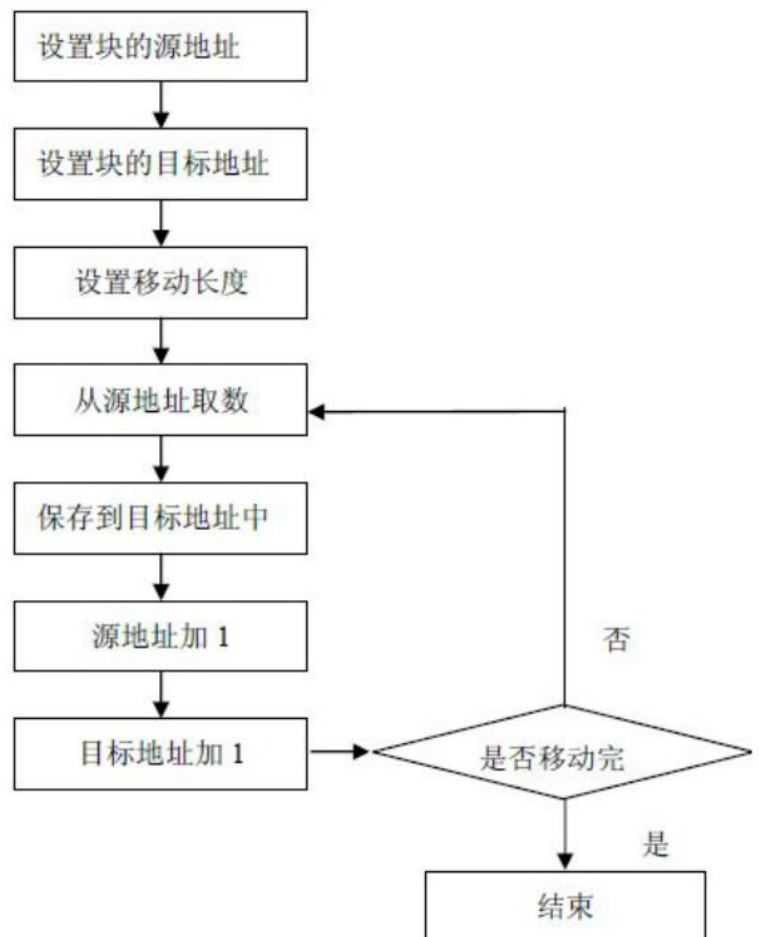 设置块的源地址
设置块的目标地址
设置移动长度
从源地址取数
保存到目标地址中
源地址加 1
目标地址加 1
是否移动完
否
是
结束